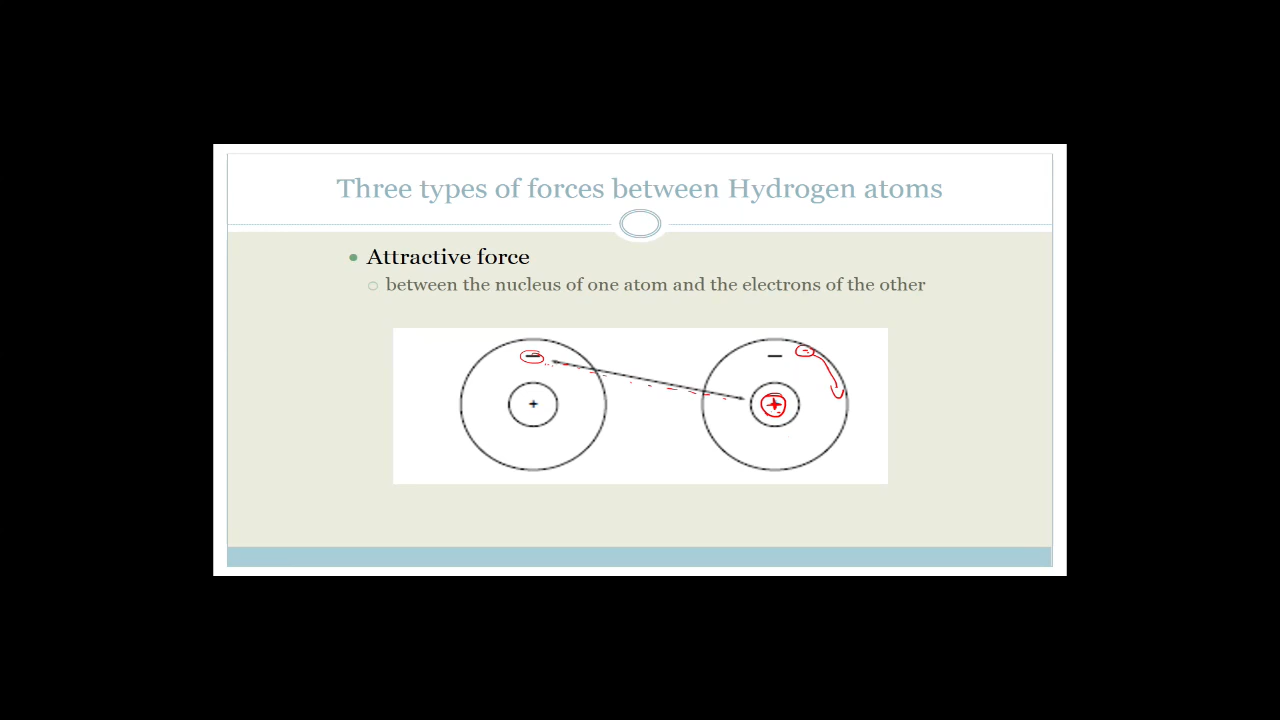 Three types of forces between Hydrogen atoms
Attractive force
between the nucleus of one atom and the electrons of the other
− −
+ +